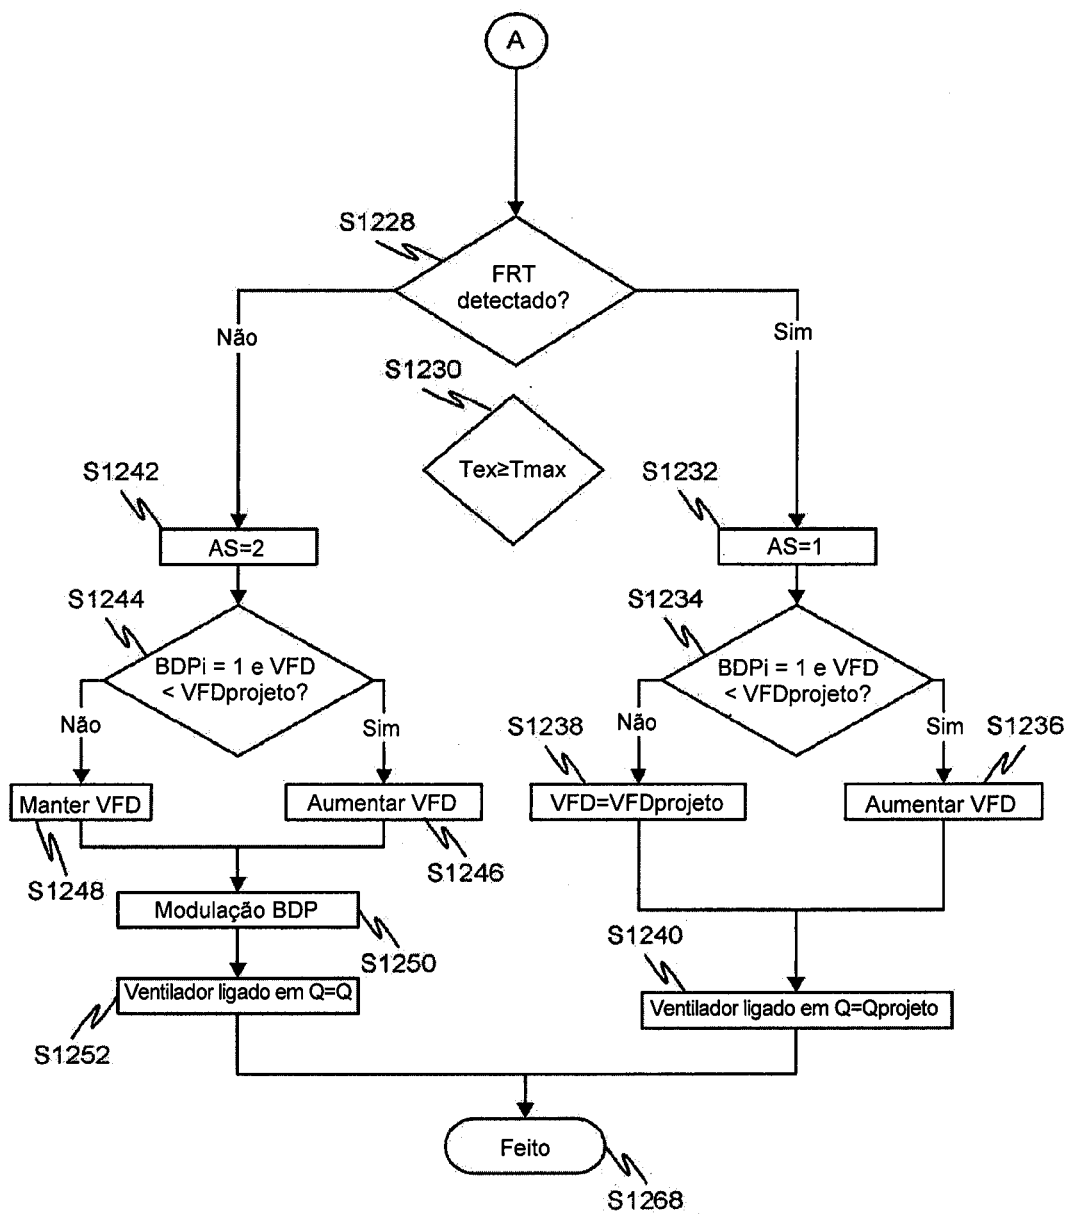 A
S1228
FRT
detectado?
Não
Sim
S1230
Tex≥Tmax
S1242
AS=2
S1232
AS=1
S1244
BDPi = 1 e VFD
< VFDprojeto?
Não
Sim
S1234
BDPi = 1 e VFD
< VFDprojeto?
Não
Sim
S1238
S1236
Manter VFD
Aumentar VFD
VFD=VFDprojeto
Aumentar VFD
S1248
S1246
Modulação BDP
S1250
S1240
Ventilador ligado em Q=Q
Ventilador ligado em Q=Qprojeto
S1252
Feito
S1268